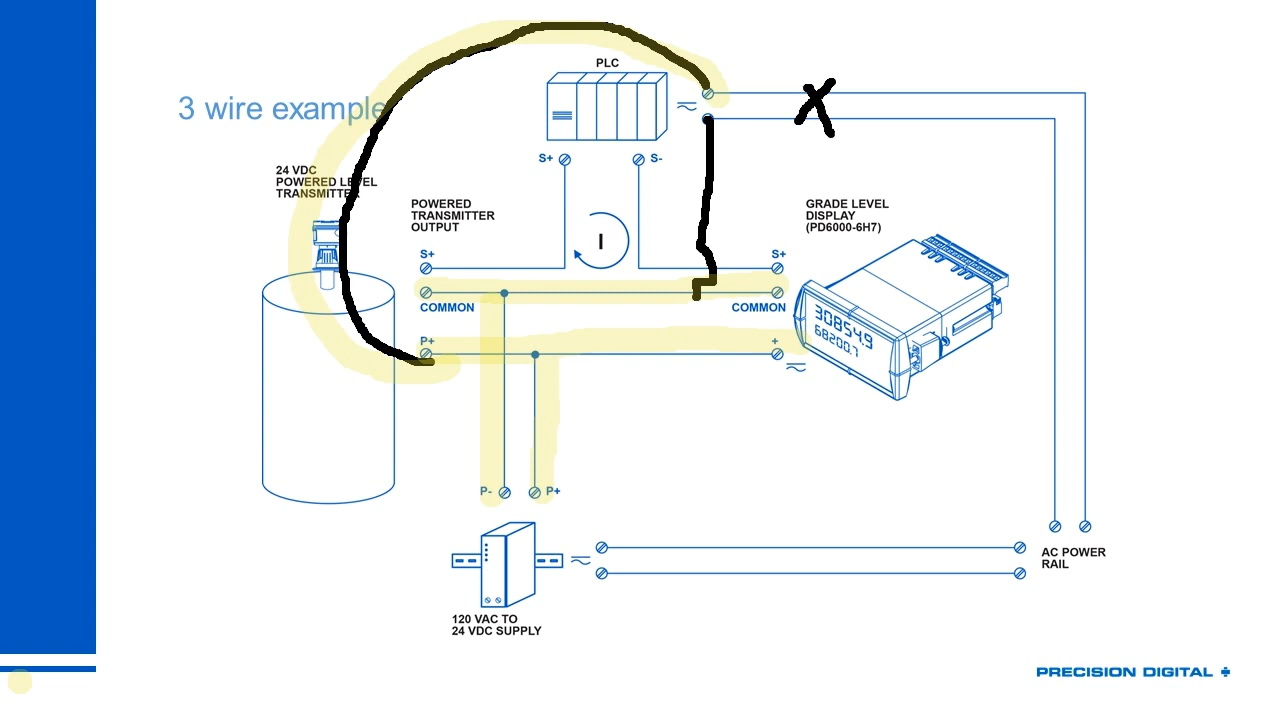 PLC
3 wire example
S+
S-
24 VDC
POWERED LEVEL
TRANSMITTER
POWERED
TRANSMITTER
OUTPUT
GRADE LEVEL
DISPLAY
(PD6000-6H7)
I
S+
S+
COMMON
COMMON
30854.9
68200.7
P+
+
P-
P+
AC POWER
RAIL
120 VAC TO
24 VDC SUPPLY
PRECISION DIGITAL